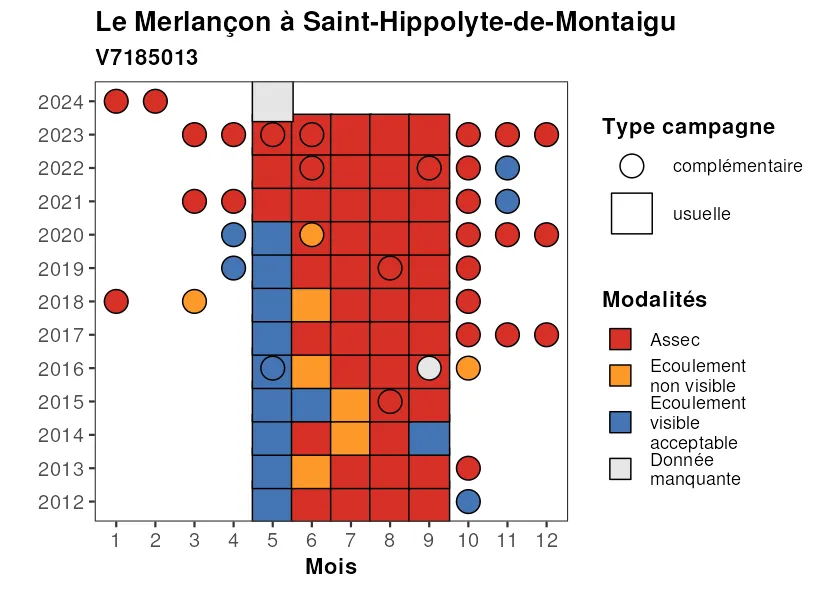 Le Merlançon à Saint-Hippolyte-de-Montaigu
V7185013
2024
2023
2022
2021
2020
2019
2018
2017
2016
2015
2014
2013
2012
1 2 3 4 5 6 7 8 9 10 11 12
Mois
Type campagne
complémentaire
usuelle
Modalités
Assec
Ecoulement
non visible
Ecoulement
visible
acceptable
Donnée
manquante